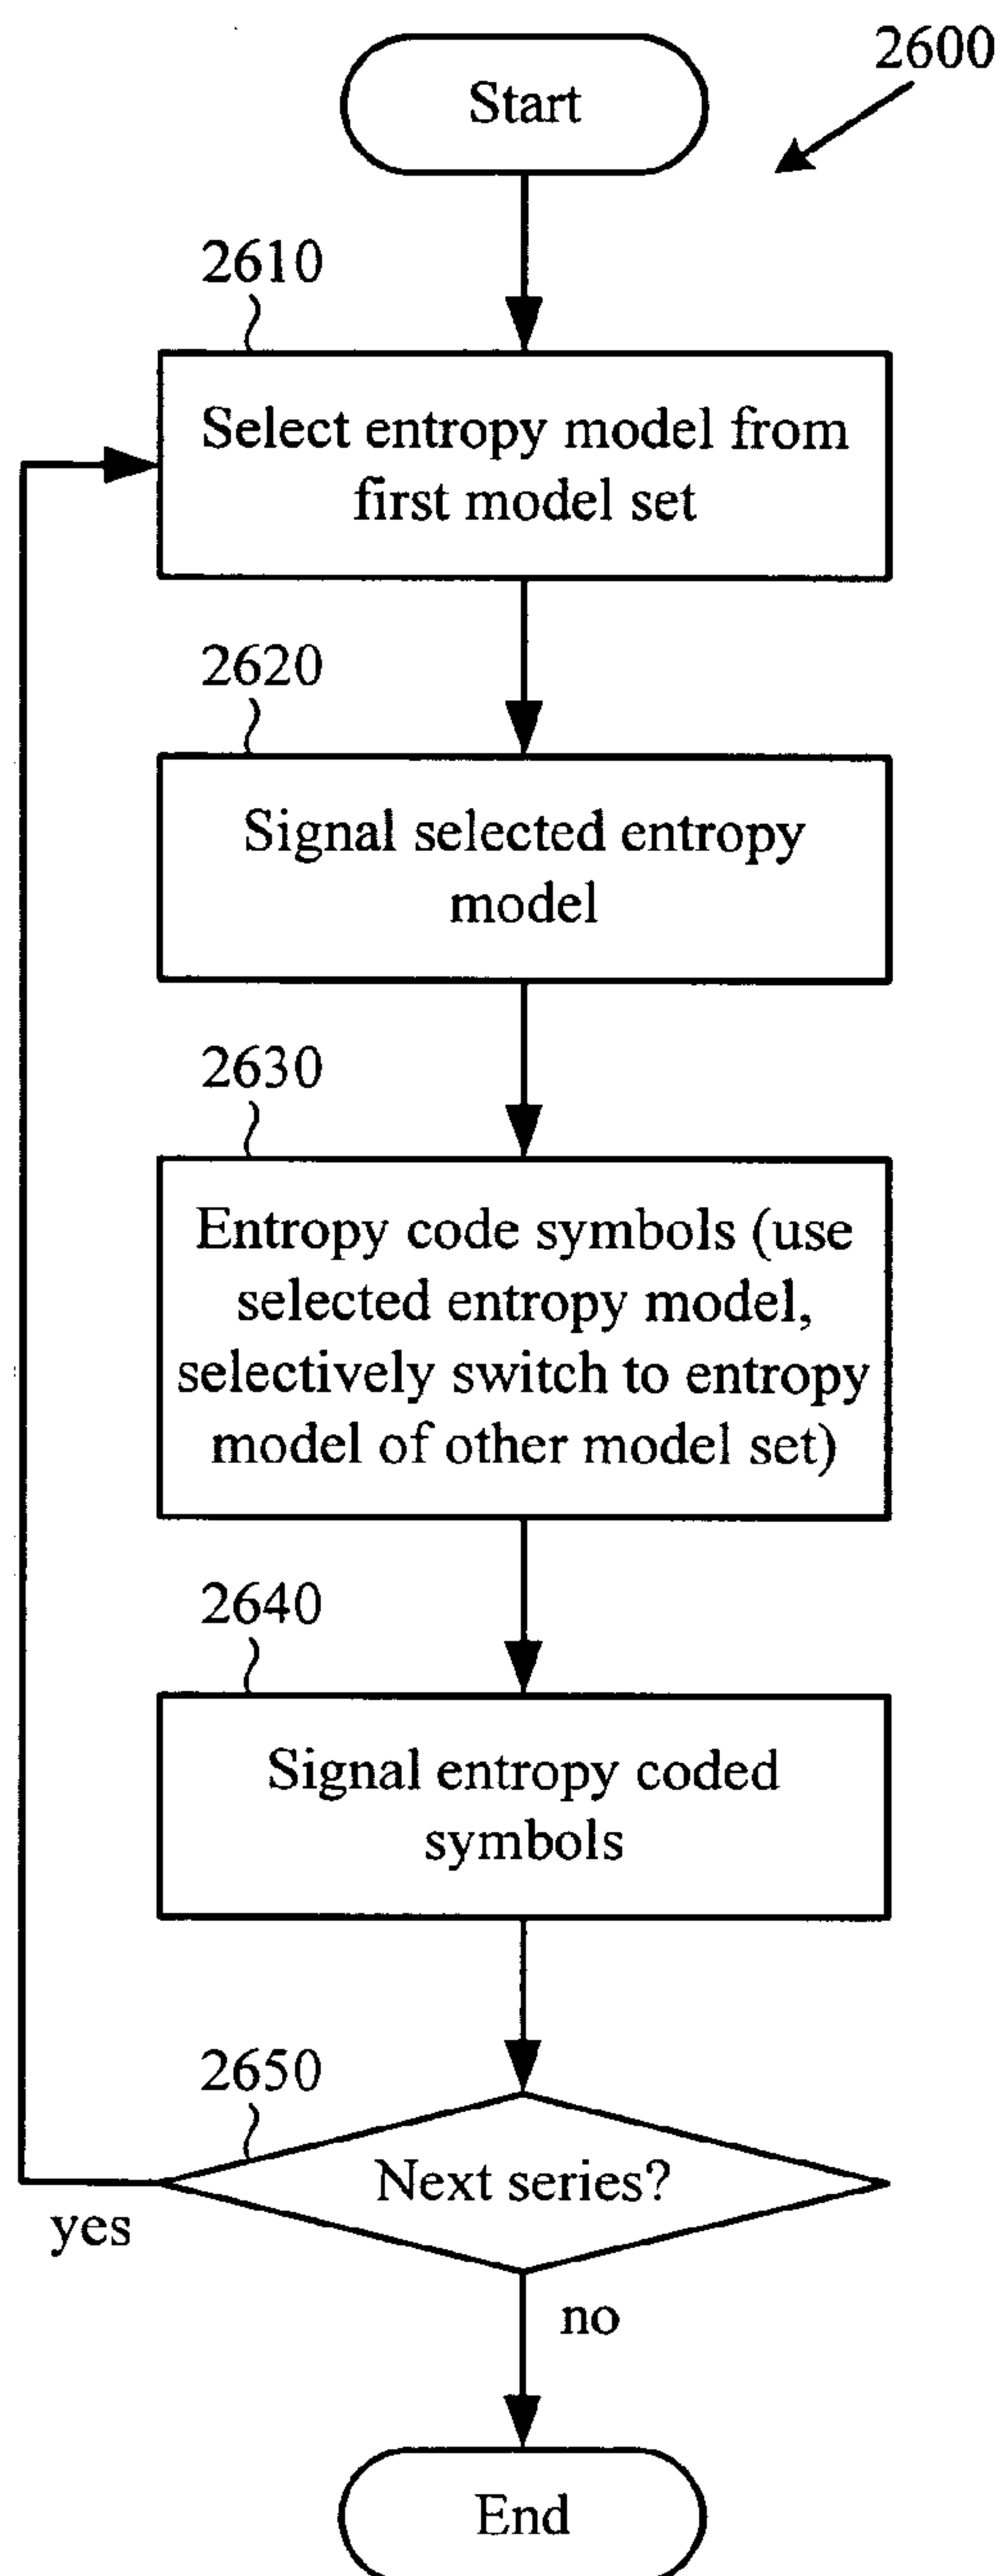 2600
Start
2610
Select entropy model from
first model set
2620
Signal selected entropy
model
2630
Entropy code symbols (use
selected entropy model,
selectively switch to entropy
model of other model set)
2640
Signal entropy coded
symbols
2650
Next series?
yes
no
End